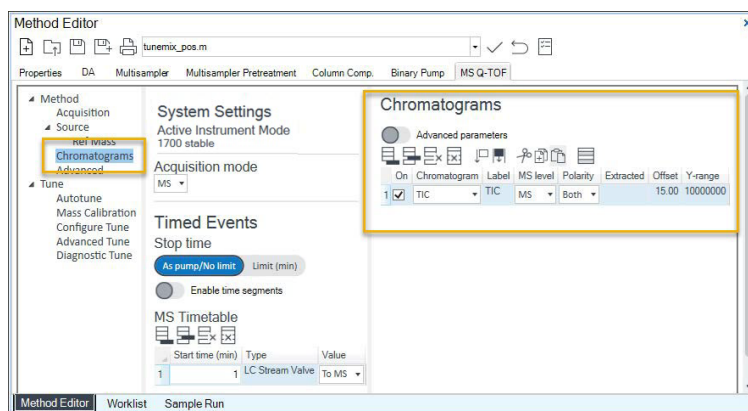 Method Editor
tunemix_pos.m
Properties DA Multisampler Multisampler Pretreatment Column Comp. Binary Pump MS Q-TOF
Method
Acquisition
Source
Ref Mass
Chromatograms
Advanced
Tune
Autotune
Mass Calibration
Configure Tune
Advanced Tune
Diagnostic Tune
System Settings
Active Instrument Mode
1700 stable
Acquisition mode
MS
Timed Events
Stop time
As pump/No limit Limit (min)
Enable time segments
MS Timetable
Start time (min) Type Value
1 1 LC Stream Valve To MS
Chromatograms
Advanced parameters
On Chromatogram Label MS level Polarity Extracted Offset Y-range
1 TIC TIC MS Both 15.00 10000000
Method Editor Worklist Sample Run